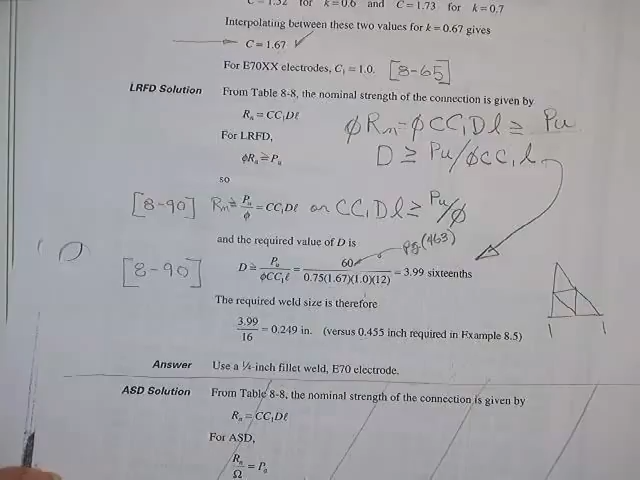 C = 1.52 for k = 0.6 and C = 1.73 for k = 0.7
Interpolating between these two values for k = 0.67 gives
C = 1.67 ✓
For E70XX electrodes, C₁ = 1.0. [8-65]
LRFD Solution From Table 8-8, the nominal strength of the connection is given by
Rₙ = CC₁Dℓ
ϕRₙ = ϕCC₁Dℓ ≥ Pu
For LRFD,
ϕRₙ ≥ Pᵤ
D ≥ Pu/ϕCC₁ℓ
so
[8-90] Rₙ ≥ Pᵤ/ϕ = CC₁Dℓ or CC₁Dℓ ≥ Pu/ϕ
and the required value of D is
pg(463)
[8-90] D ≥ Pᵤ/ϕCC₁ℓ = 60/0.75(1.67)(1.0)(12) = 3.99 sixteenths
The required weld size is therefore
3.99/16 = 0.249 in. (versus 0.455 inch required in Example 8.5)
1 1
Answer Use a ¼-inch fillet weld, E70 electrode.
ASD Solution From Table 8-8, the nominal strength of the connection is given by
Rₙ = CC₁Dℓ
For ASD,
Rₙ/Ω = Pₐ